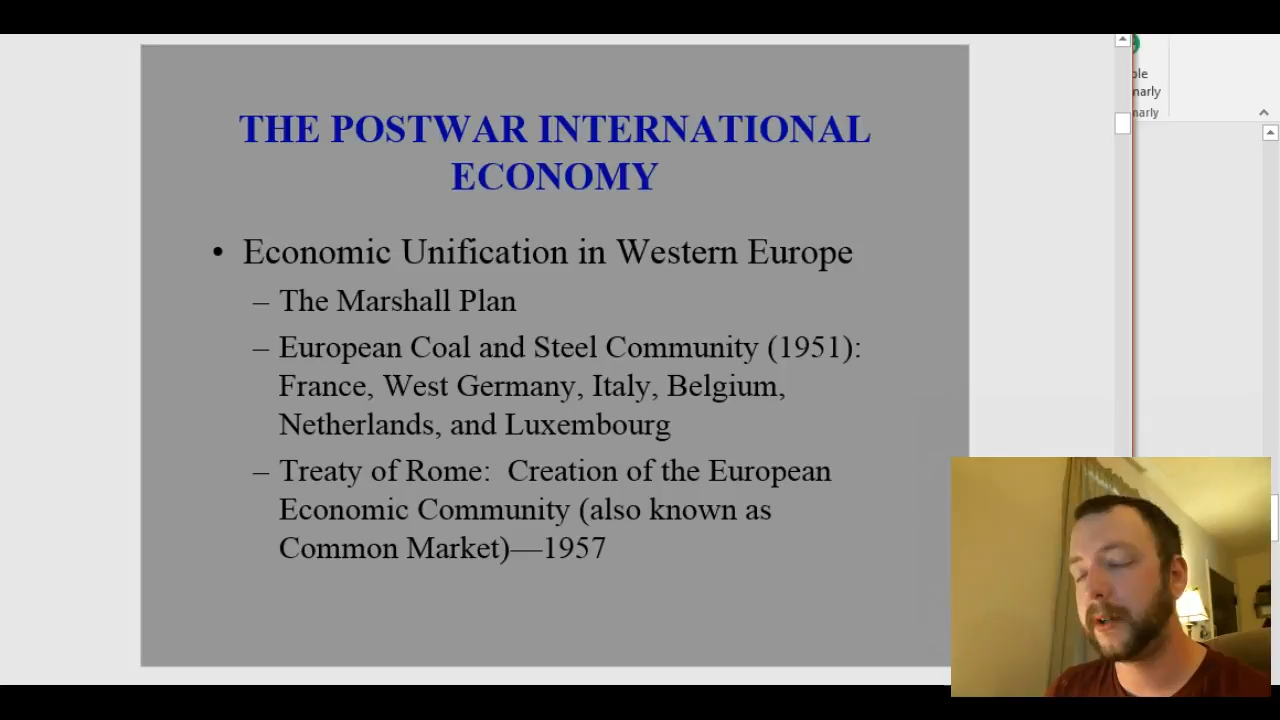 THE POSTWAR INTERNATIONAL
ECONOMY
• Economic Unification in Western Europe
– The Marshall Plan
– European Coal and Steel Community (1951):
France, West Germany, Italy, Belgium,
Netherlands, and Luxembourg
– Treaty of Rome:  Creation of the European
Economic Community (also known as
Common Market)—1957